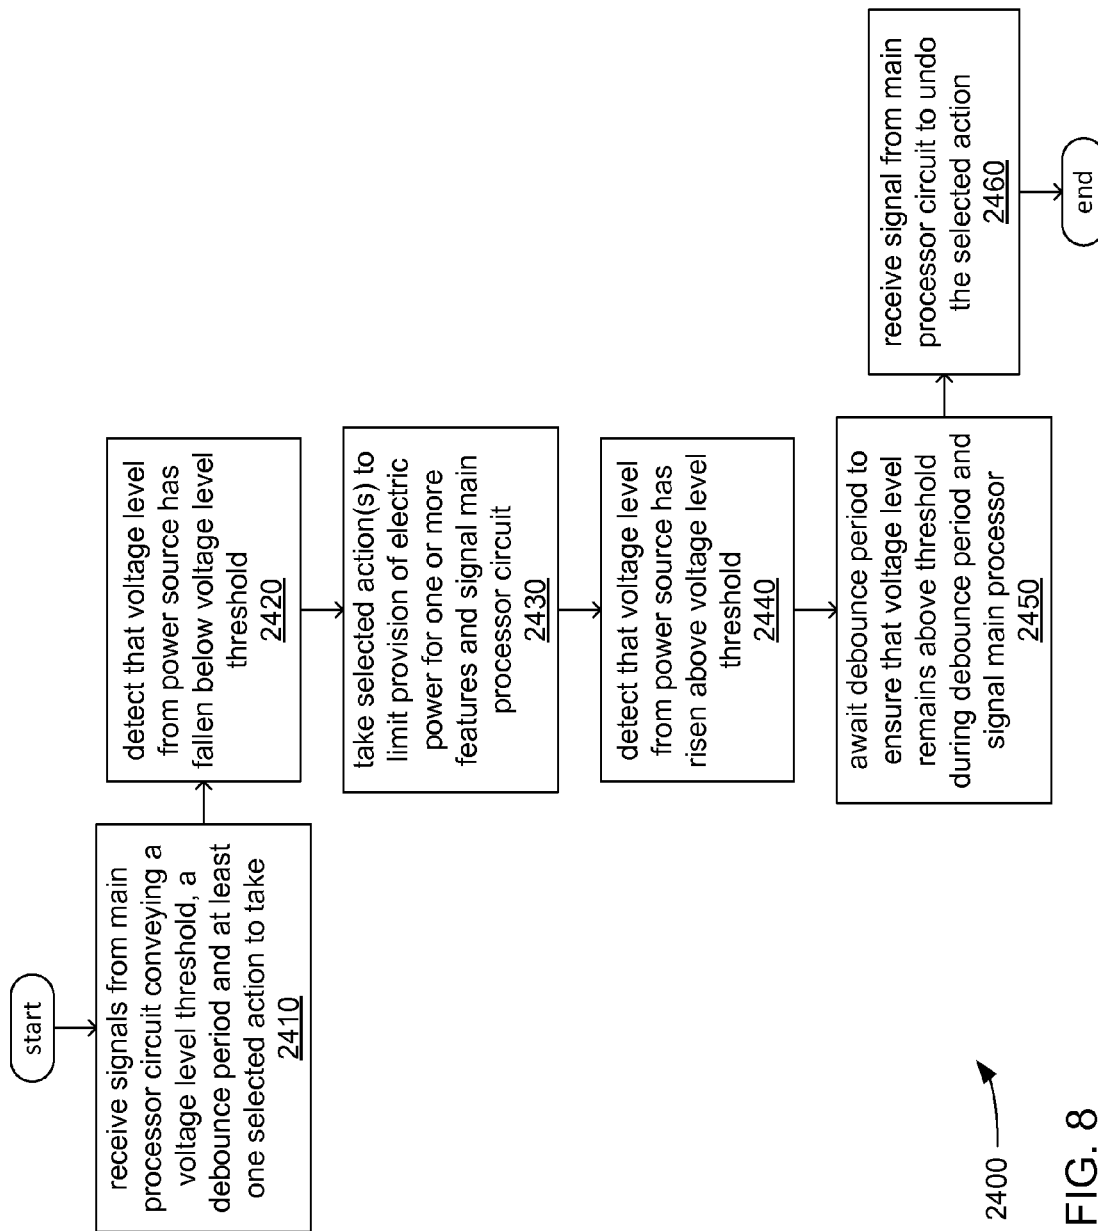 start
receive signals from main
processor circuit conveying a
voltage level threshold, a
debounce period and at least
one selected action to take
2410
detect that voltage level
from power source has
fallen below voltage level
threshold
2420
take selected action(s) to
limit provision of electric
power for one or more
features and signal main
processor circuit
2430
detect that voltage level
from power source has
risen above voltage level
threshold
2440
await debounce period to
ensure that voltage level
remains above threshold
during debounce period and
signal main processor
2450
receive signal from main
processor circuit to undo
the selected action
2460
end
2400
FIG. 8